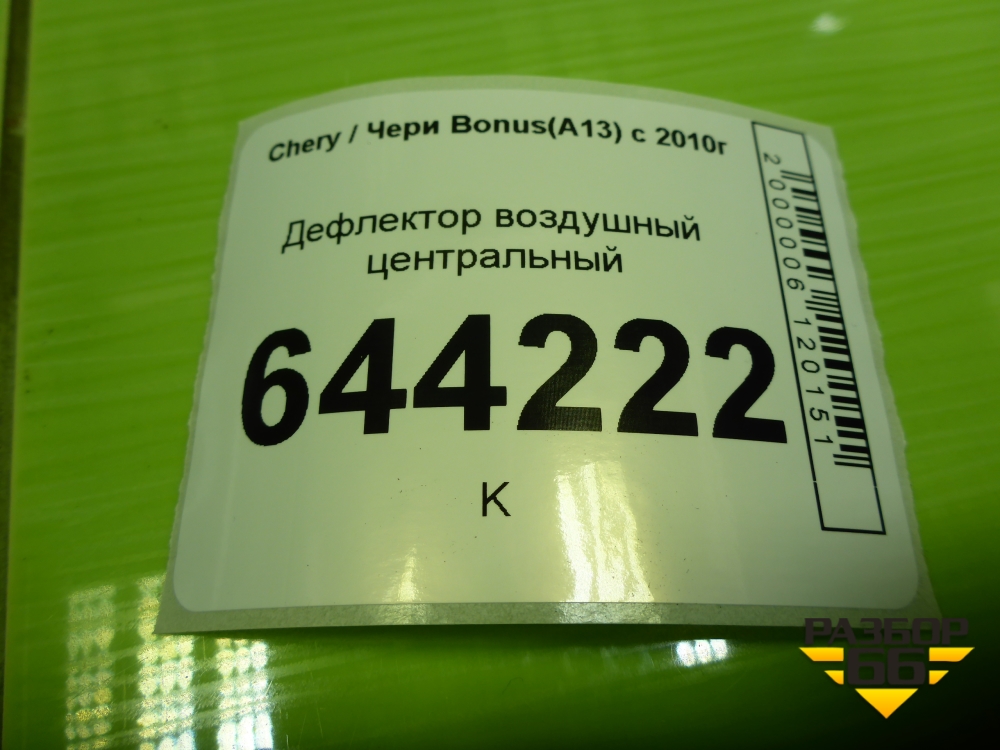 Chery / Чери Bonus(A13) с 2010г
Дефлектор воздушный
центральный
644222
К
2000006120151
РАЗБОР
66